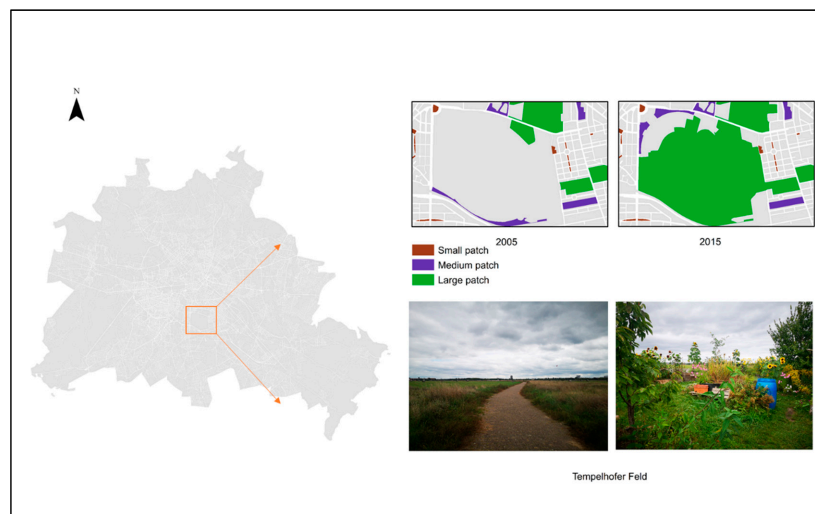 N
2005
2015
Small patch
Medium patch
Large patch
Tempelhofer Feld